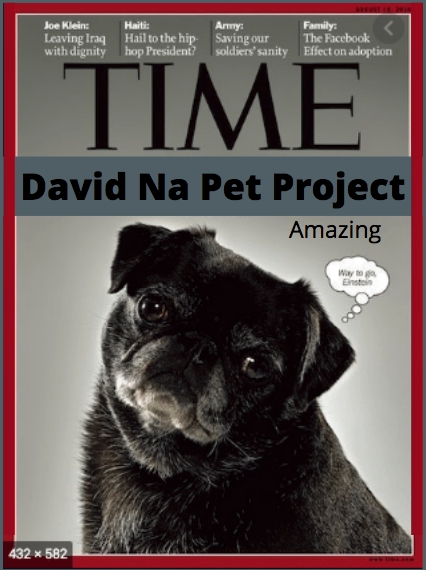 Joe Klein:
Leaving Iraq
with dignity
Haiti:
Hail to the hip-
hop President?
Army:
Saving our
soldiers' sanity
Family:
The Facebook
Effect on adoption
TIME
David Na Pet Project
Amazing
Way to go,
Einstein
432 × 582